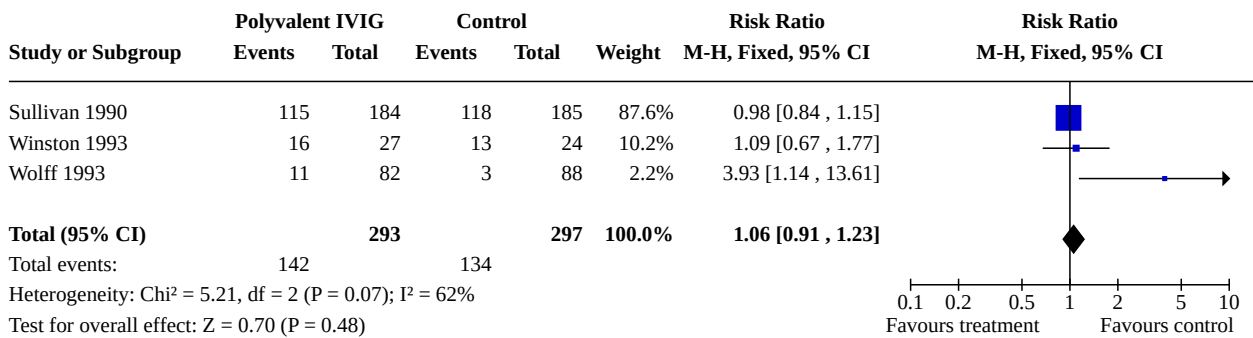 Polyvalent IVIG Control Risk Ratio Risk Ratio
Study or Subgroup Events Total Events Total Weight M-H, Fixed, 95% CI M-H, Fixed, 95% CI
Sullivan 1990 115 184 118 185 87.6% 0.98 [0.84 , 1.15]
Winston 1993 16 27 13 24 10.2% 1.09 [0.67 , 1.77]
Wolff 1993 11 82 3 88 2.2% 3.93 [1.14 , 13.61]
Total (95% CI) 293 297 100.0% 1.06 [0.91 , 1.23]
Total events: 142 134
Heterogeneity: Chi² = 5.21, df = 2 (P = 0.07); I² = 62%
0.1 0.2 0.5 1 2 5 10
Test for overall effect: Z = 0.70 (P = 0.48) Favours treatment Favours control